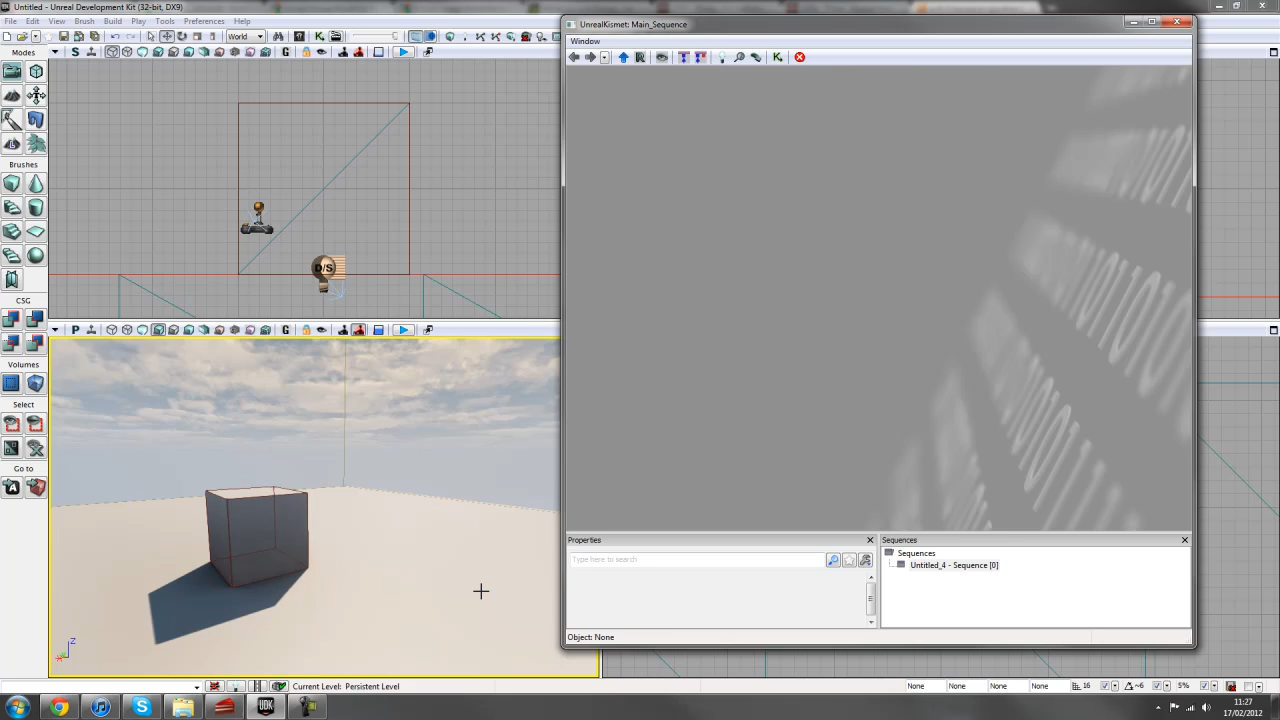 Untitled - Unreal Development Kit (32-bit, DX9)
File Edit View Brush Build Play Tools Preferences Help
World
Modes
S
G
Brushes
CSG
Volumes
Select
Go to
D/S
P
G
Z
UnrealKismet: Main_Sequence
Window
Properties
Type here to search
Sequences
Sequences
Untitled_4 - Sequence [0]
Object: None
Current Level: Persistent Level
None None None None 16 ~6 5%
UDK
11:27
17/02/2012